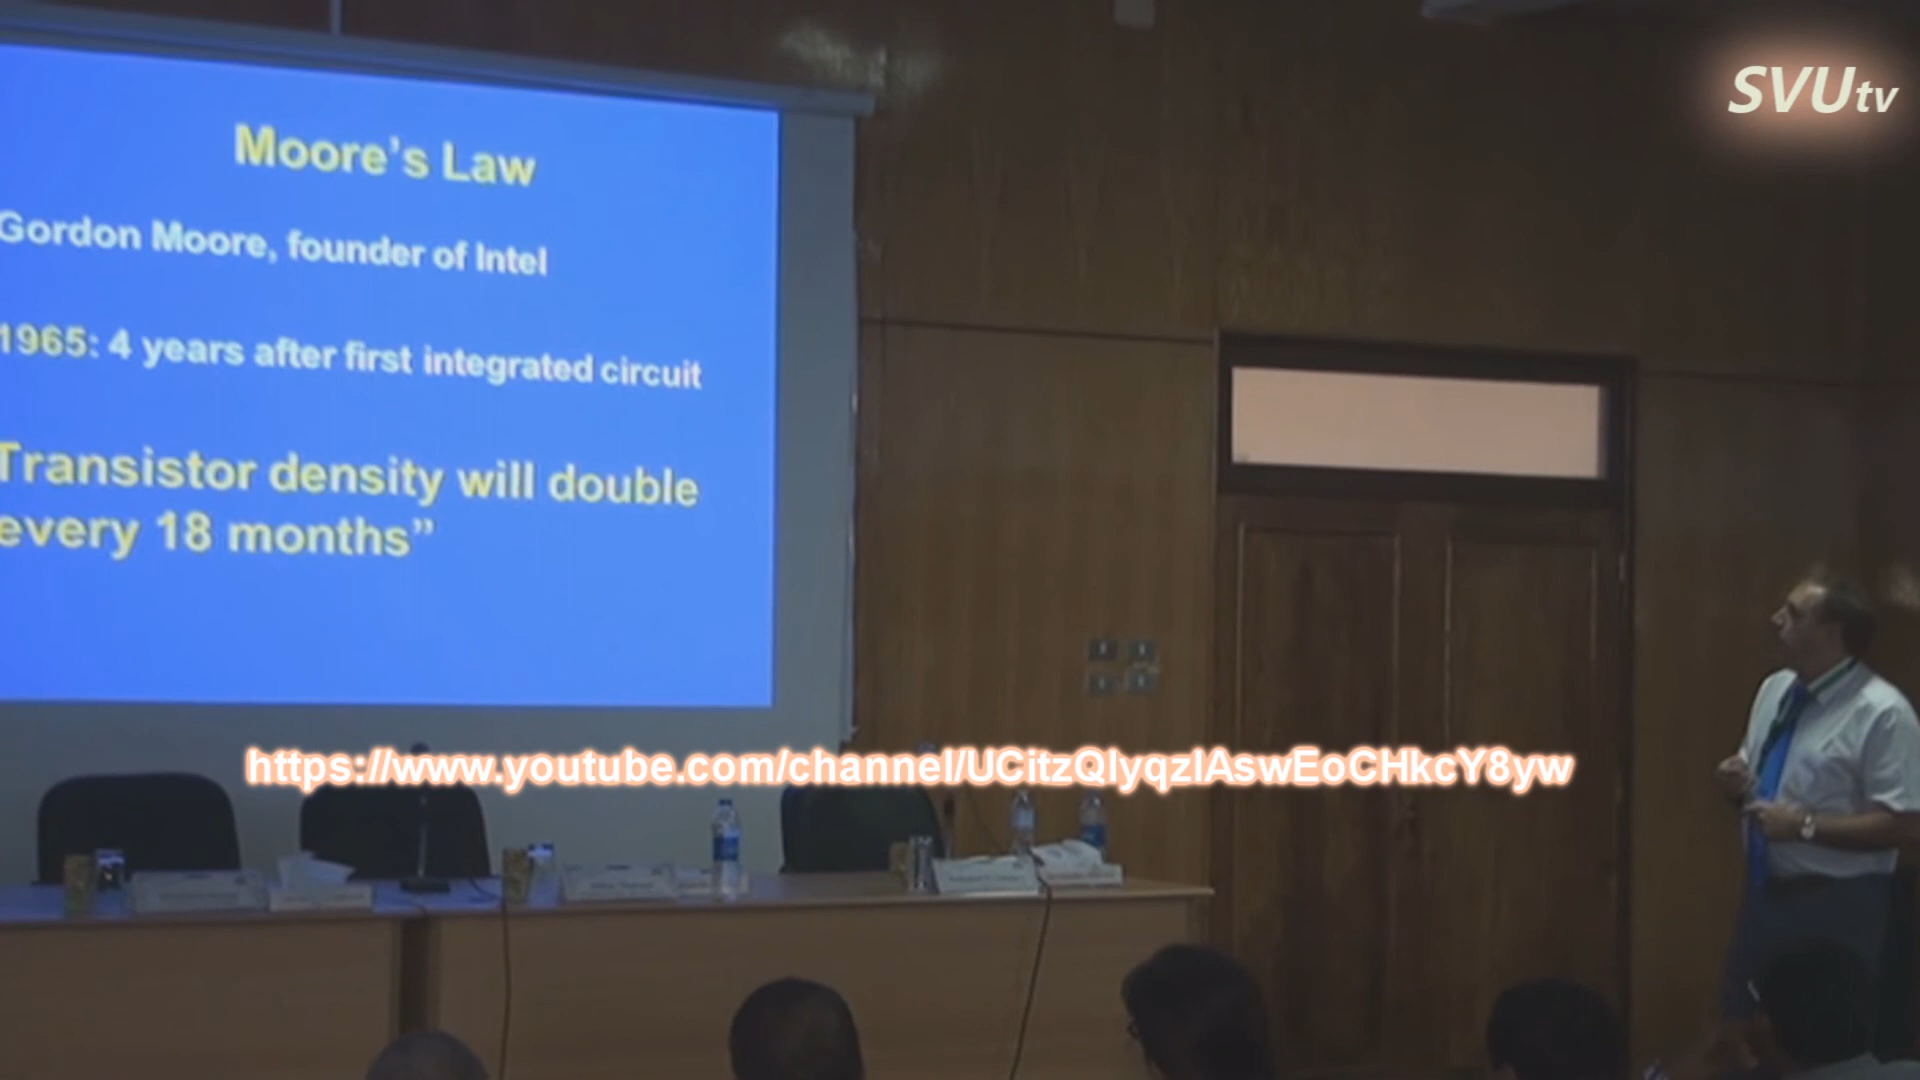 SVUtv
Moore's Law
Gordon Moore, founder of Intel
1965: 4 years after first integrated circuit
Transistor density will double
every 18 months”
https://www.youtube.com/channel/UCitzQIyqzIAswEoCHkcY8yw